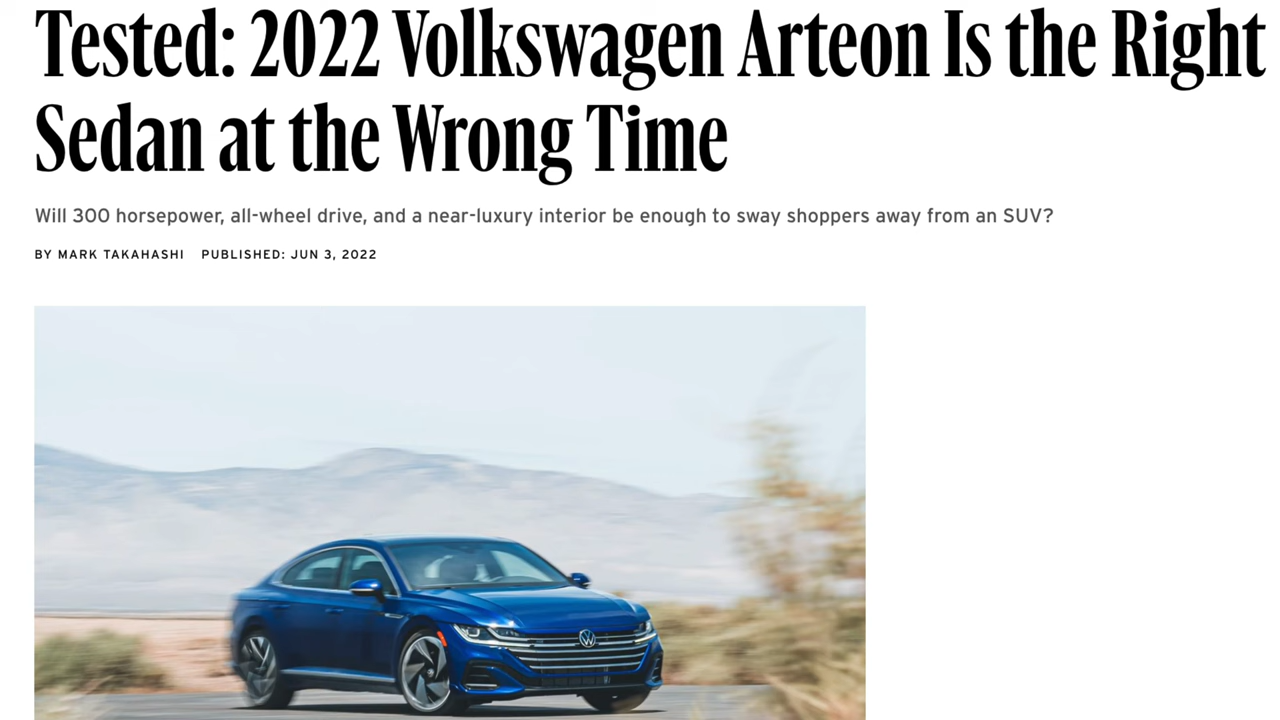 Tested: 2022 Volkswagen Arteon Is the Right
Sedan at the Wrong Time
Will 300 horsepower, all-wheel drive, and a near-luxury interior be enough to sway shoppers away from an SUV?
BY MARK TAKAHASHI PUBLISHED: JUN 3, 2022